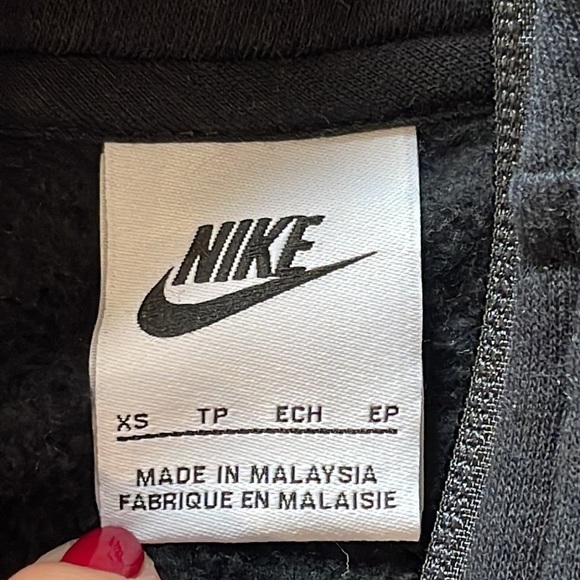 NIKE
XS TP ECH EP
MADE IN MALAYSIA
FABRIQUE EN MALAISIE